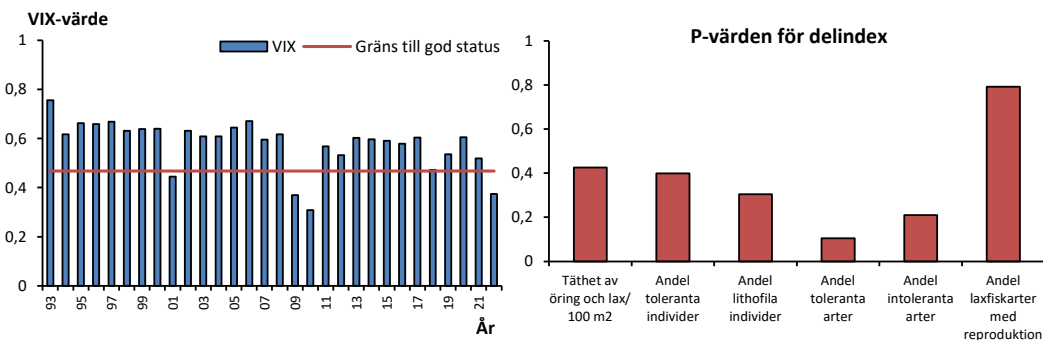 VIX-värde
VIX
Gräns till god status
1
0,8
0,6
0,4
0,2
0
93 95 97 99 01 03 05 07 09 11 13 15 17 19 21
År
P-värden för delindex
1
0,8
0,6
0,4
0,2
0
Täthet av öring och lax/ 100 m2
Andel toleranta individer
Andel lithofila individer
Andel toleranta arter
Andel intoleranta arter
Andel laxfiskarter med reproduktion